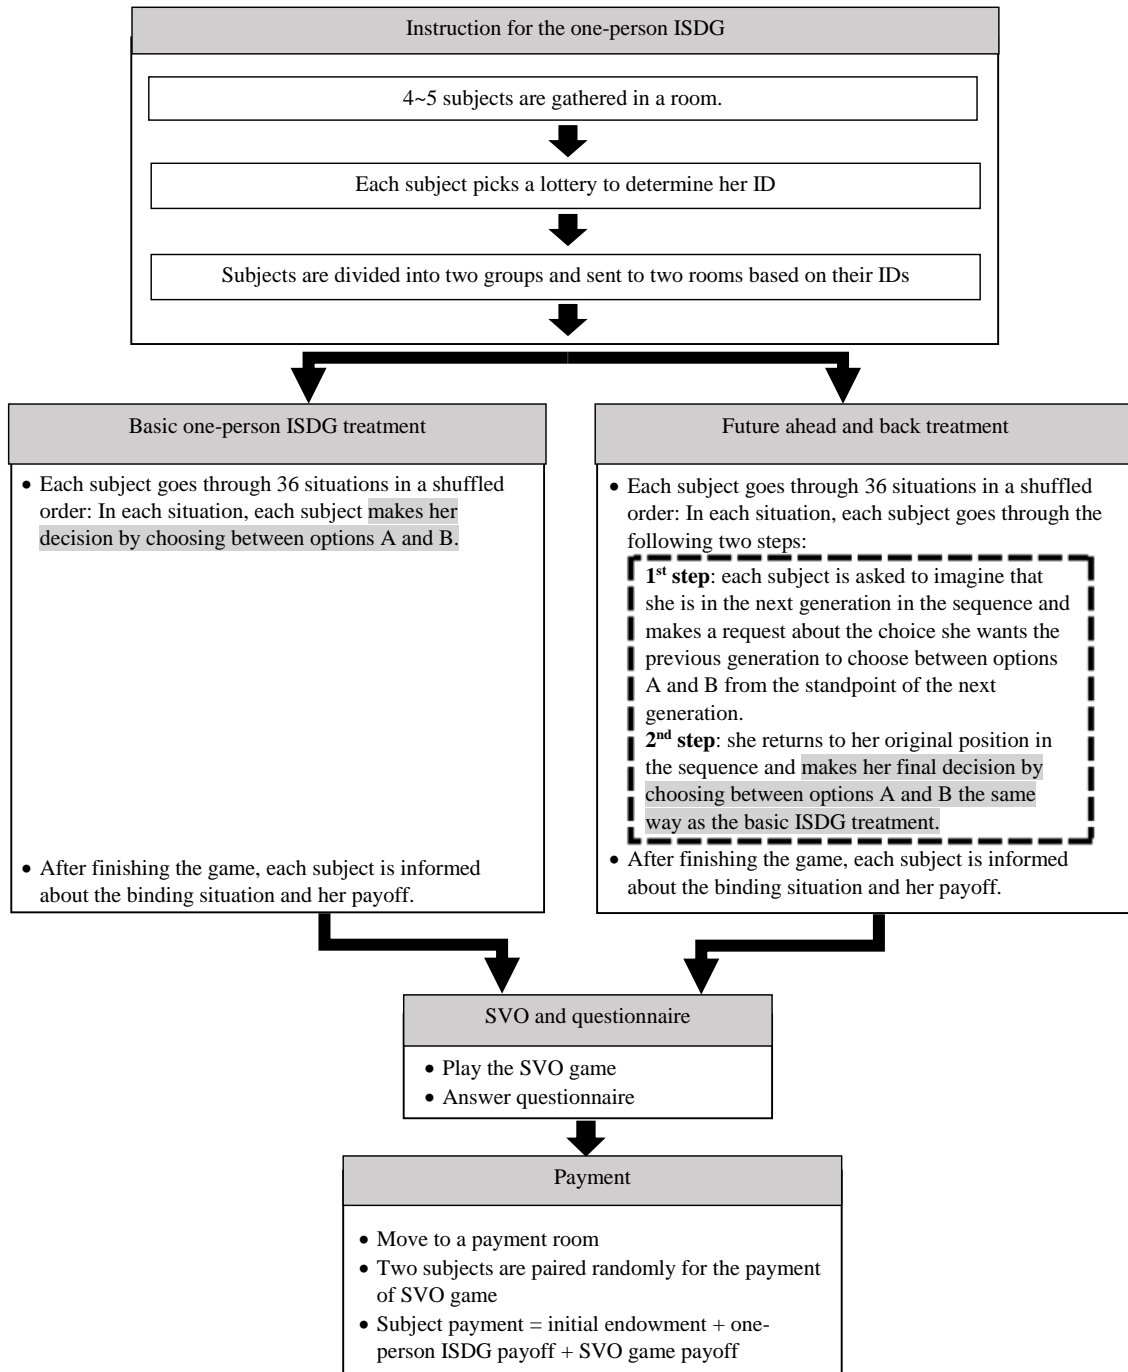 Instruction for the one-person ISDG
4~5 subjects are gathered in a room.
Each subject picks a lottery to determine her ID
Subjects are divided into two groups and sent to two rooms based on their IDs
Basic one-person ISDG treatment
• Each subject goes through 36 situations in a shuffled
order: In each situation, each subject makes her
decision by choosing between options A and B.
• After finishing the game, each subject is informed
about the binding situation and her payoff.
Future ahead and back treatment
• Each subject goes through 36 situations in a shuffled
order: In each situation, each subject goes through the
following two steps:
1st step: each subject is asked to imagine that
she is in the next generation in the sequence and
makes a request about the choice she wants the
previous generation to choose between options
A and B from the standpoint of the next
generation.
2nd step: she returns to her original position in
the sequence and makes her final decision by
choosing between options A and B the same
way as the basic ISDG treatment.
• After finishing the game, each subject is informed
about the binding situation and her payoff.
SVO and questionnaire
• Play the SVO game
• Answer questionnaire
Payment
• Move to a payment room
• Two subjects are paired randomly for the payment
of SVO game
• Subject payment = initial endowment + one-
person ISDG payoff + SVO game payoff